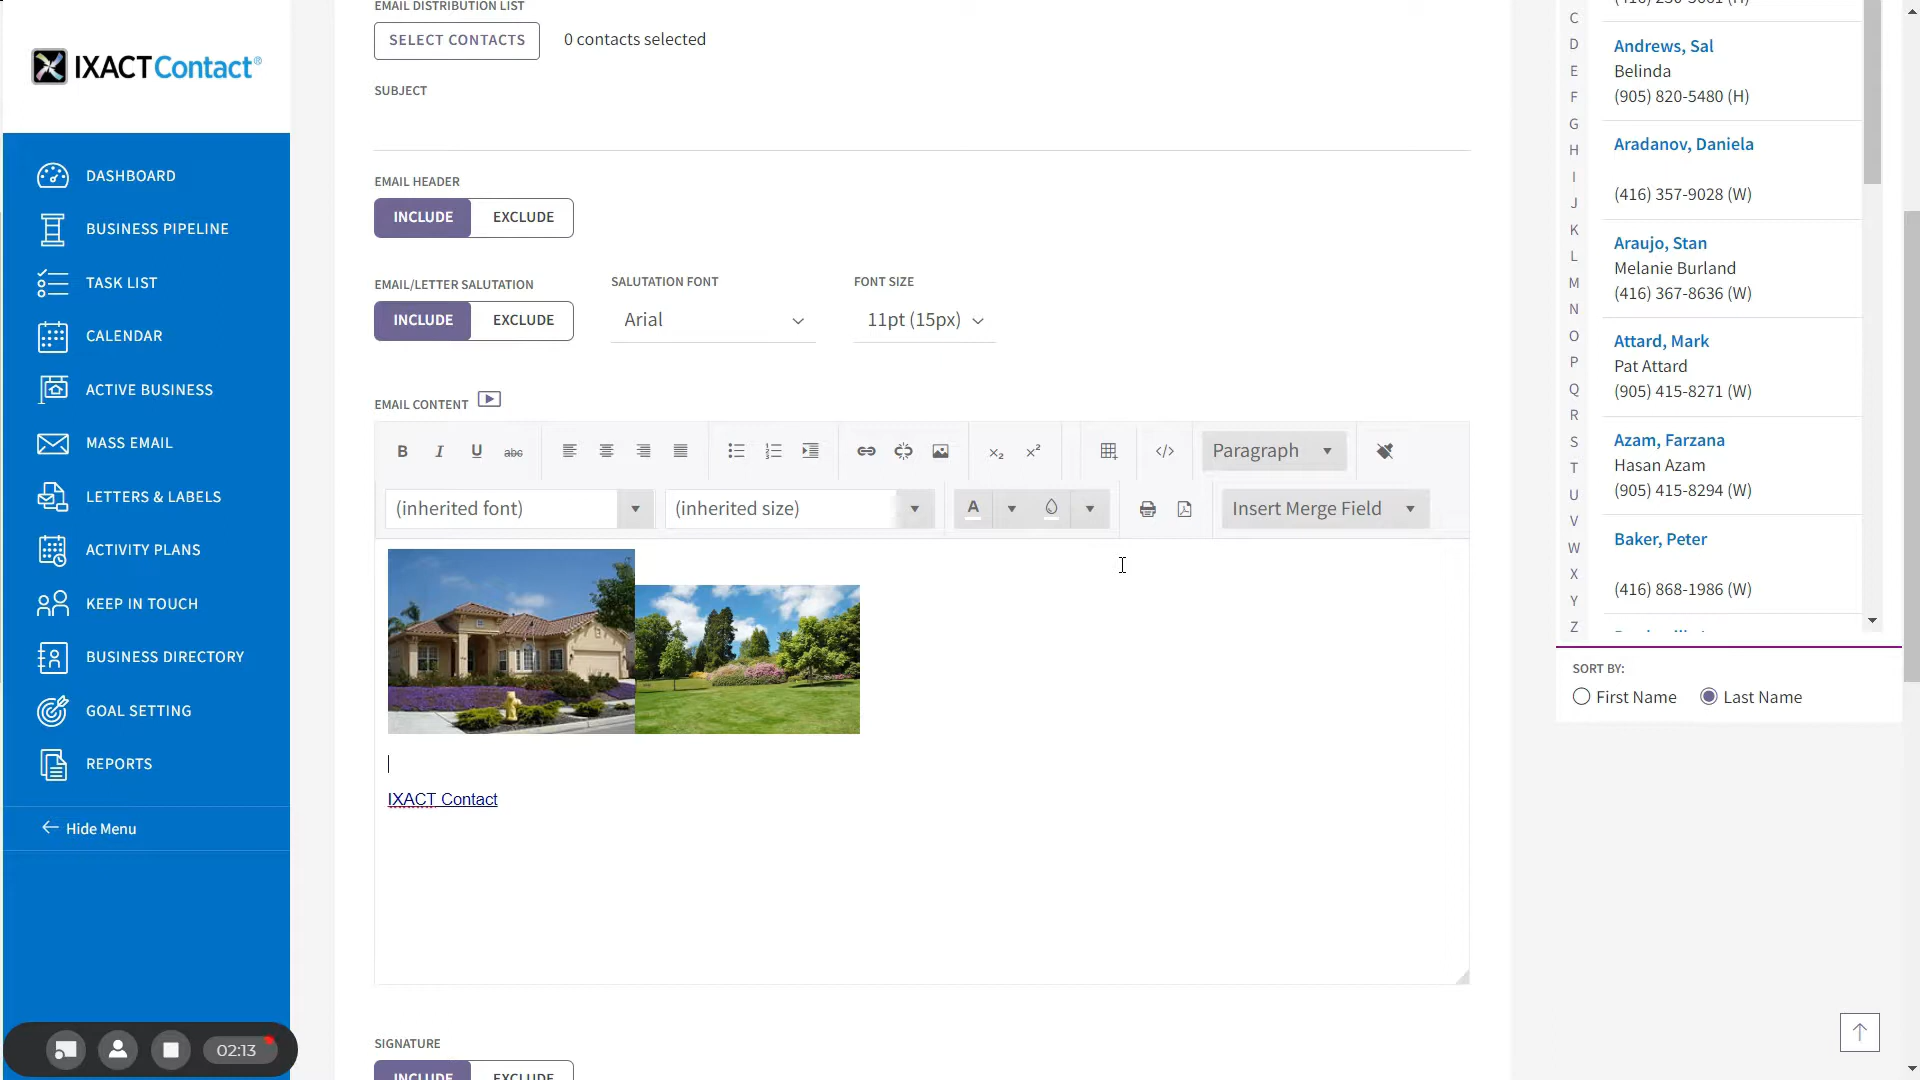 IXACT Contact®
DASHBOARD
BUSINESS PIPELINE
TASK LIST
CALENDAR
ACTIVE BUSINESS
MASS EMAIL
LETTERS & LABELS
ACTIVITY PLANS
KEEP IN TOUCH
BUSINESS DIRECTORY
GOAL SETTING
REPORTS
Hide Menu
02:13
EMAIL DISTRIBUTION LIST
SELECT CONTACTS 0 contacts selected
SUBJECT
EMAIL HEADER
INCLUDE EXCLUDE
EMAIL/LETTER SALUTATION SALUTATION FONT FONT SIZE
INCLUDE EXCLUDE Arial 11pt (15px)
EMAIL CONTENT
B I U abc x₂ x² </> Paragraph
(inherited font) (inherited size) A Insert Merge Field
IXACT Contact
SIGNATURE
INCLUDE EXCLUDE
C
D
E
F
G
H
I
J
K
L
M
N
O
P
Q
R
S
T
U
V
W
X
Y
Z
Andrews, Sal
Belinda
(905) 820-5480 (H)
Aradanov, Daniela
(416) 357-9028 (W)
Araujo, Stan
Melanie Burland
(416) 367-8636 (W)
Attard, Mark
Pat Attard
(905) 415-8271 (W)
Azam, Farzana
Hasan Azam
(905) 415-8294 (W)
Baker, Peter
(416) 868-1986 (W)
SORT BY:
First Name Last Name